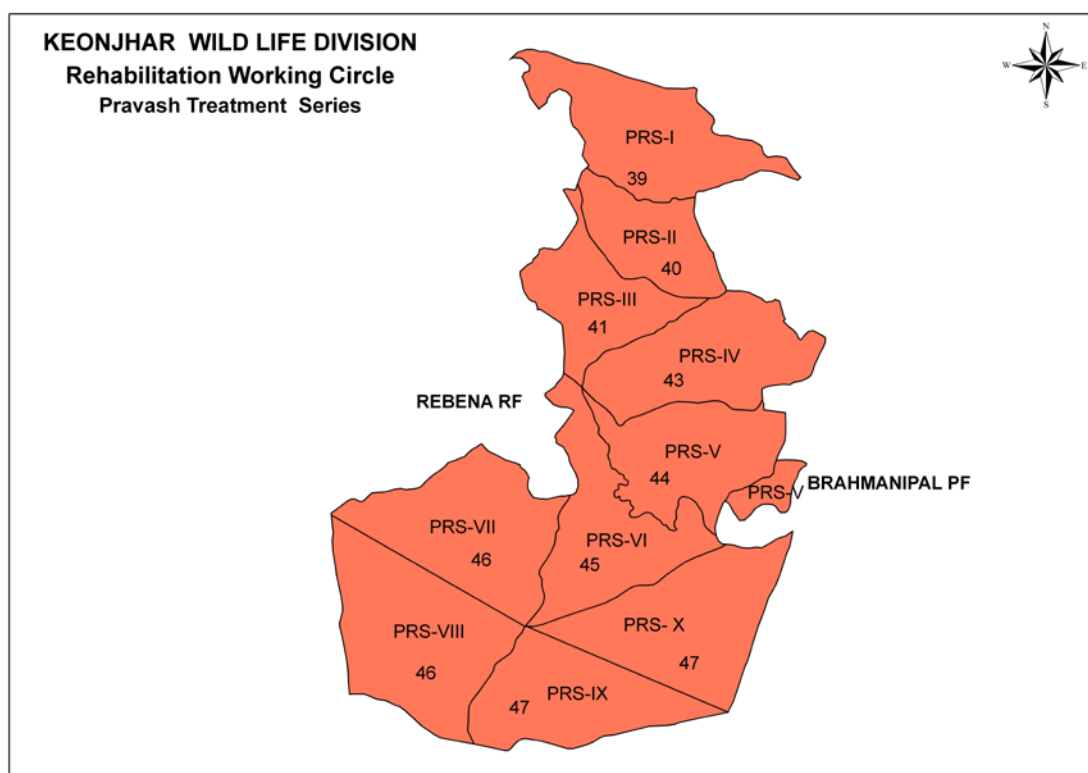 KEONJHAR WILD LIFE DIVISION
Rehabilitation Working Circle
Pravash Treatment Series
N
W
E
S
PRS-I
39
PRS-II
40
PRS-III
41
PRS-IV
43
REBENA RF
PRS-V
44
PRS-V
BRAHMANIPAL PF
PRS-VII
46
PRS-VI
45
PRS-VIII
46
PRS- X
47
PRS-IX
47